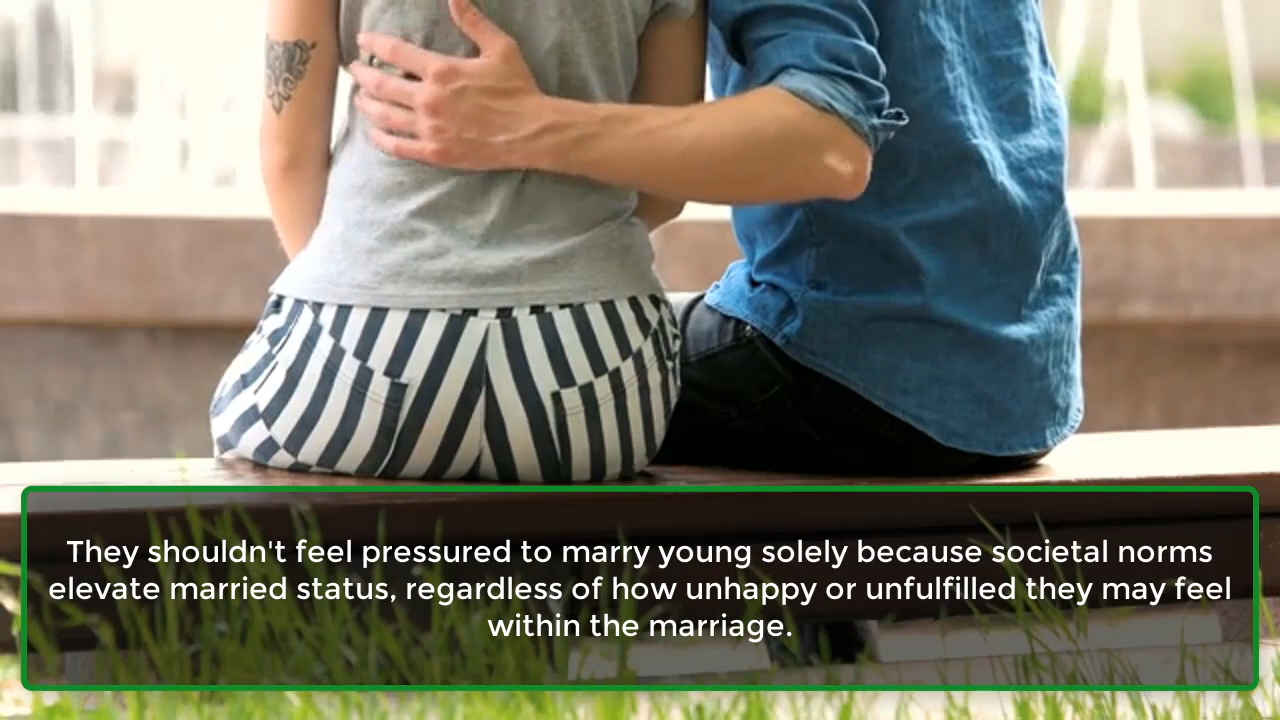 They shouldn't feel pressured to marry young solely because societal norms
elevate married status, regardless of how unhappy or unfulfilled they may feel
within the marriage.